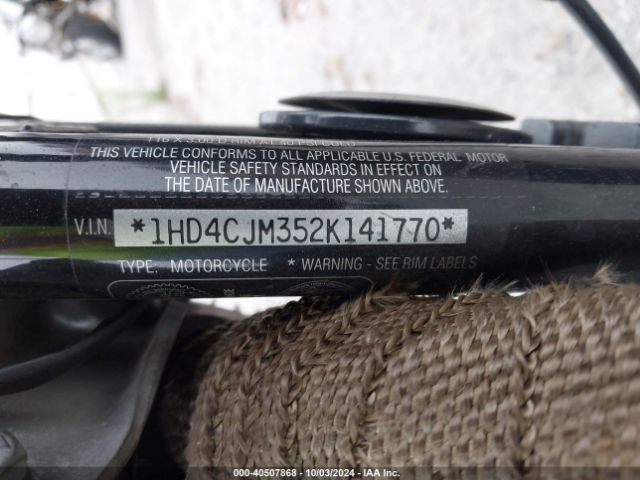 THIS VEHICLE CONFORMS TO ALL APPLICABLE U.S. FEDERAL MOTOR
VEHICLE SAFETY STANDARDS IN EFFECT ON
THE DATE OF MANUFACTURE SHOWN ABOVE.
V.I.N. *1HD4CJM352K141770*
TYPE: MOTORCYCLE * WARNING - SEE RIM LABELS
000-40507868 - 10/03/2024 - IAA Inc.